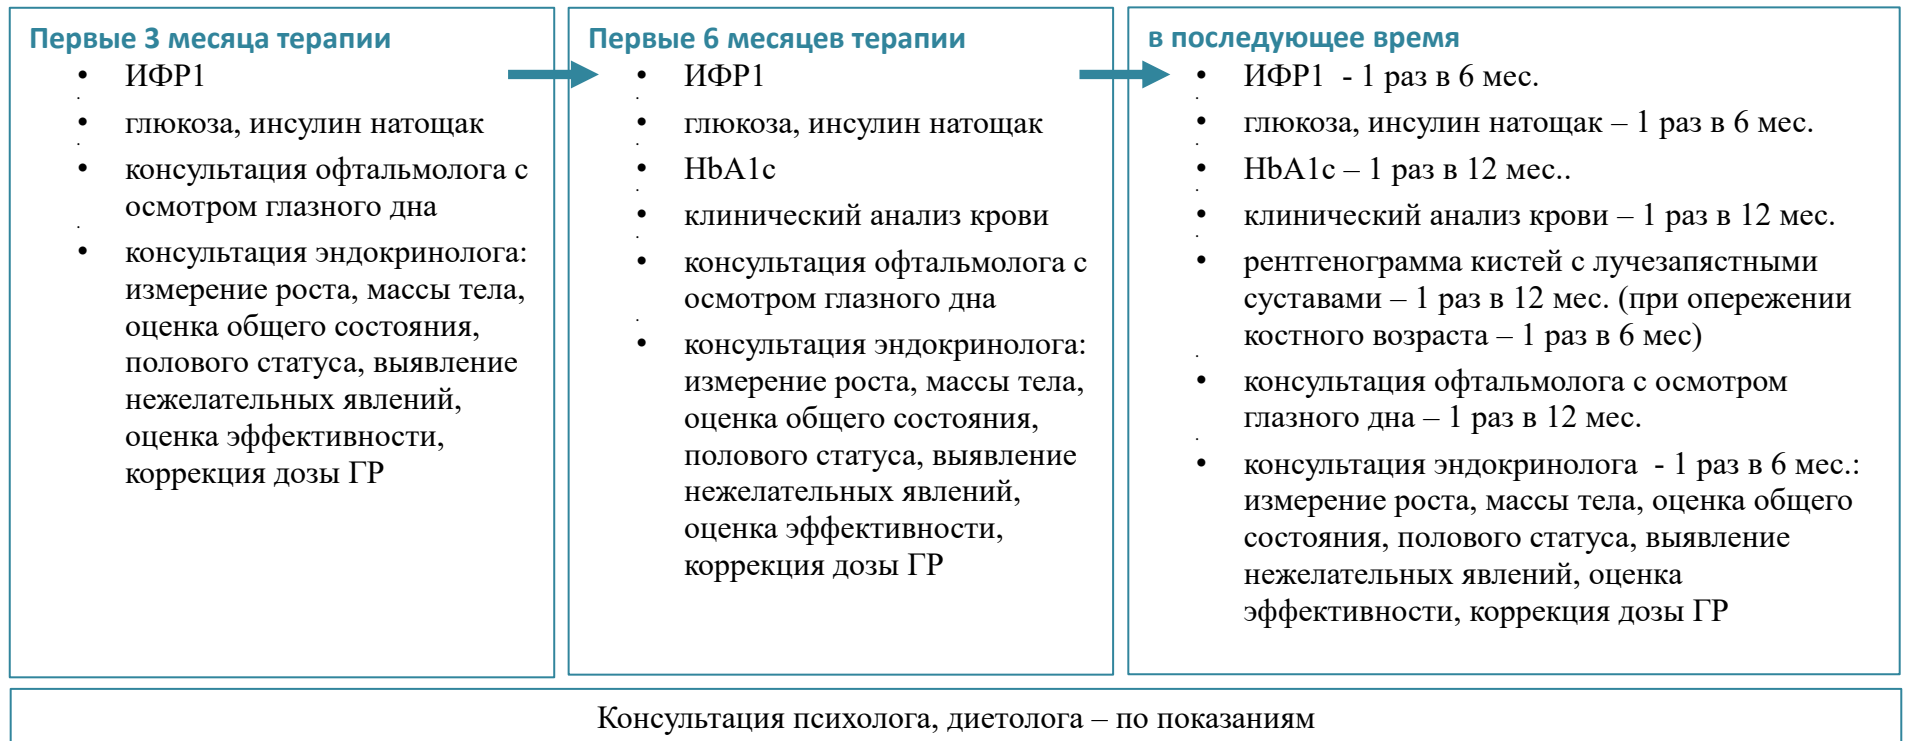 Первые 3 месяца терапии
• ИФР1
• глюкоза, инсулин натощак
• консультация офтальмолога с
осмотром глазного дна
• консультация эндокринолога:
измерение роста, массы тела,
оценка общего состояния,
полового статуса, выявление
нежелательных явлений,
оценка эффективности,
коррекция дозы ГР
Первые 6 месяцев терапии
• ИФР1
• глюкоза, инсулин натощак
• HbA1c
• клинический анализ крови
• консультация офтальмолога с
осмотром глазного дна
• консультация эндокринолога:
измерение роста, массы тела,
оценка общего состояния,
полового статуса, выявление
нежелательных явлений,
оценка эффективности,
коррекция дозы ГР
в последующее время
• ИФР1 - 1 раз в 6 мес.
• глюкоза, инсулин натощак – 1 раз в 6 мес.
• HbA1c – 1 раз в 12 мес..
• клинический анализ крови – 1 раз в 12 мес.
• рентгенограмма кистей с лучезапястными
суставами – 1 раз в 12 мес. (при опережении
костного возраста – 1 раз в 6 мес)
• консультация офтальмолога с осмотром
глазного дна – 1 раз в 12 мес.
• консультация эндокринолога - 1 раз в 6 мес.:
измерение роста, массы тела, оценка общего
состояния, полового статуса, выявление
нежелательных явлений, оценка
эффективности, коррекция дозы ГР
Консультация психолога, диетолога – по показаниям